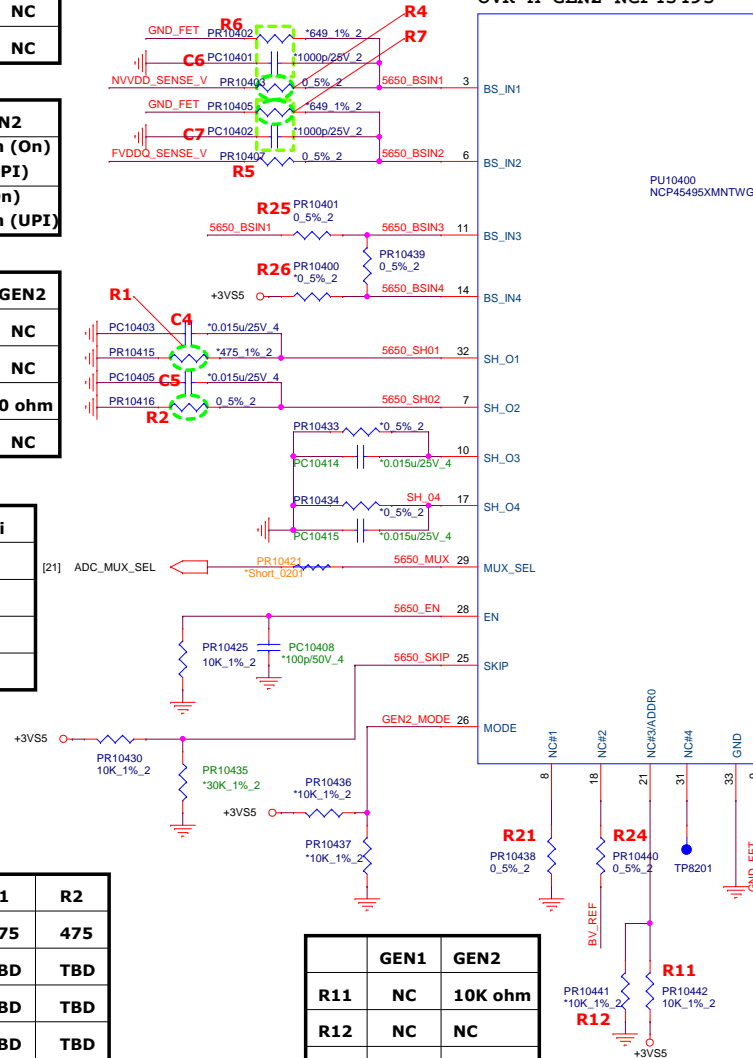 NC
NC
R6
R4
R7
GND_FET PR10402 *649_1%_2
C6 PC10401 *1000p/25V_2
NVVDD_SENSE_V PR10403 0_5%_2 5650_BSIN1 3 BS_IN1
GND_FET PR10405 *649_1%_2
C7 PC10402 *1000p/25V_2
FVDDQ_SENSE_V PR10407 0_5%_2 5650_BSIN2 6 BS_IN2
R5
N2
(On)
PI)
n)
(UPI)
PU10400
NCP45495XMNTWG
R25 PR10401
0_5%_2
5650_BSIN1 5650_BSIN3 11 BS_IN3
R26 PR10400
*0_5%_2
PR10439
0_5%_2
+3VS5 5650_BSIN4 14 BS_IN4
GEN2
NC
NC
0 ohm
NC
R1
C4
PC10403 *0.015u/25V_4
PR10415 *475_1%_2 5650_SH01 32 SH_O1
PC10405 C5 *0.015u/25V_4
PR10416 0_5%_2 5650_SH02 7 SH_O2
R2
PR10433 *0_5%_2
10 SH_O3
PC10414 *0.015u/25V_4
PR10434 SH_04 17 SH_O4
*0_5%_2
PC10415 *0.015u/25V_4
i
[21] ADC_MUX_SEL PR10421 5650_MUX 29 MUX_SEL
*Short_0201
5650_EN 28 EN
PR10425
10K_1%_2
PC10408
*100p/50V_4
5650_SKIP 25 SKIP
GEN2_MODE 26 MODE
+3VS5
PR10430
10K_1%_2
PR10435
*30K_1%_2
PR10436
*10K_1%_2
+3VS5
PR10437
*10K_1%_2
NC#1
NC#2
NC#3/ADDR0
NC#4
GND
8
18
21
31
33
R21
PR10438
0_5%_2
R24
PR10440
0_5%_2
TP8201
GND_FET
BV_REF
1 R2
75 475
BD TBD
BD TBD
BD TBD
GEN1 GEN2
R11 NC 10K ohm
R12 NC NC
PR10441
*10K_1%_2
R12
R11
PR10442
10K_1%_2
+3VS5